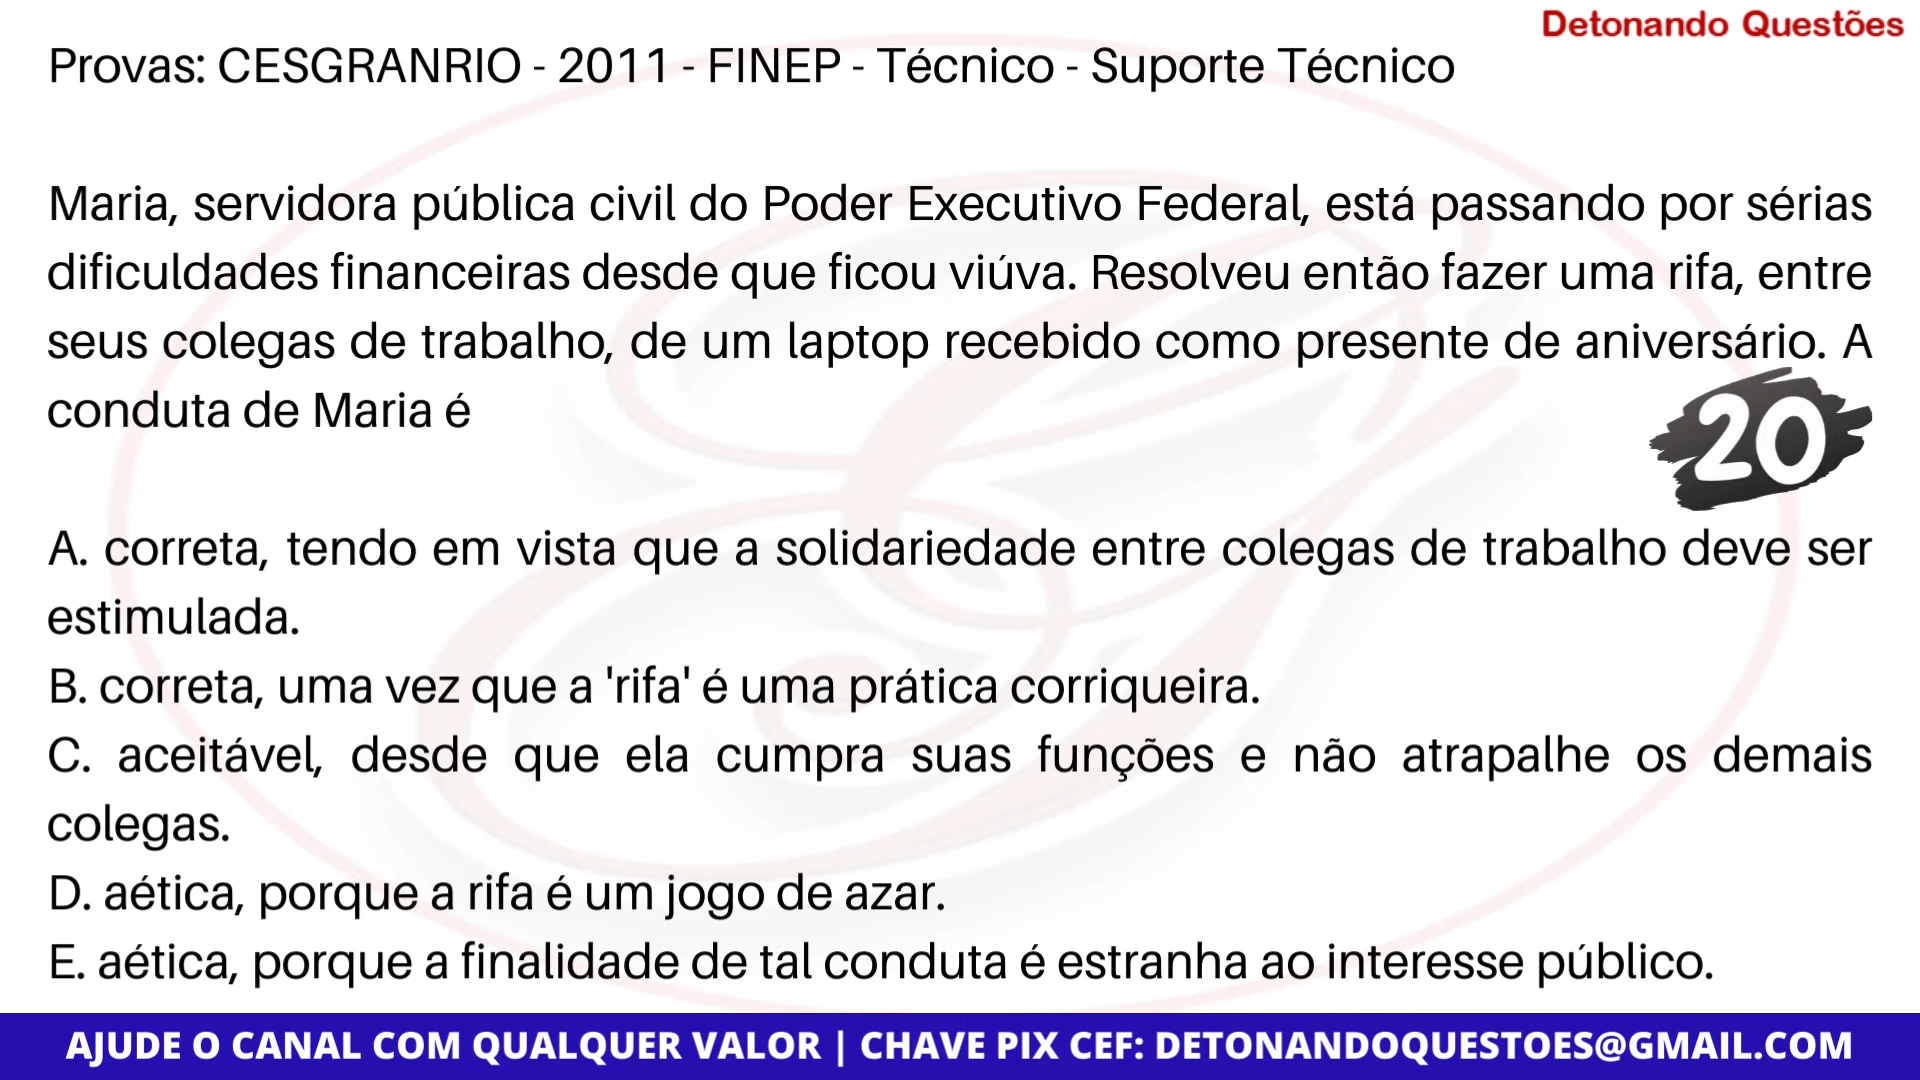 Detonando Questões
Provas: CESGRANRIO - 2011 - FINEP - Técnico - Suporte Técnico
Maria, servidora pública civil do Poder Executivo Federal, está passando por sérias
dificuldades financeiras desde que ficou viúva. Resolveu então fazer uma rifa, entre
seus colegas de trabalho, de um laptop recebido como presente de aniversário. A
conduta de Maria é
20
A. correta, tendo em vista que a solidariedade entre colegas de trabalho deve ser
estimulada.
B. correta, uma vez que a 'rifa' é uma prática corriqueira.
C. aceitável, desde que ela cumpra suas funções e não atrapalhe os demais
colegas.
D. aética, porque a rifa é um jogo de azar.
E. aética, porque a finalidade de tal conduta é estranha ao interesse público.
AJUDE O CANAL COM QUALQUER VALOR | CHAVE PIX CEF: DETONANDOQUESTOES@GMAIL.COM